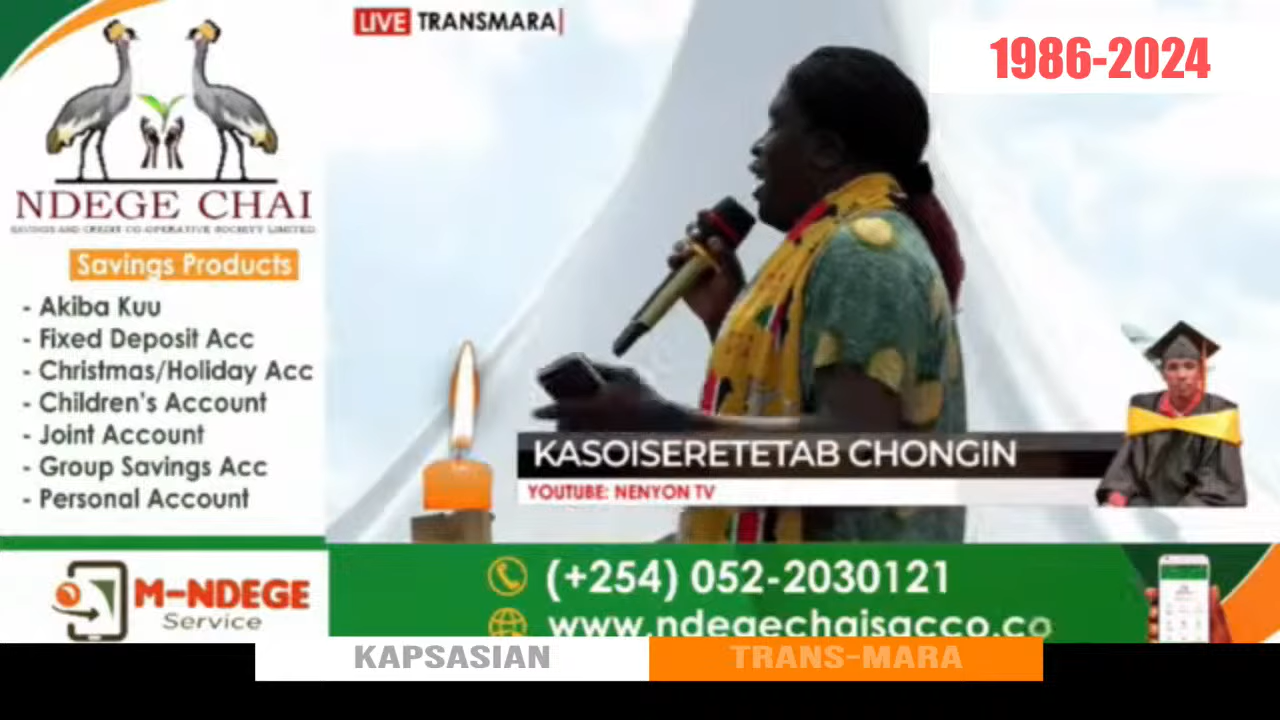 LIVE TRANSMARA
1986-2024
NDEGE CHAI
SAVINGS AND CREDIT CO-OPERATIVE SOCIETY LIMITED
Savings Products
- Akiba Kuu
- Fixed Deposit Acc
- Christmas/Holiday Acc
- Children's Account
- Joint Account
- Group Savings Acc
- Personal Account
KASOISERETETAB CHONGIN
YOUTUBE: NENYON TV
M-NDEGE
Service
(+254) 052-2030121
www.ndegechaisacco.co
KAPSASIAN
TRANS-MARA